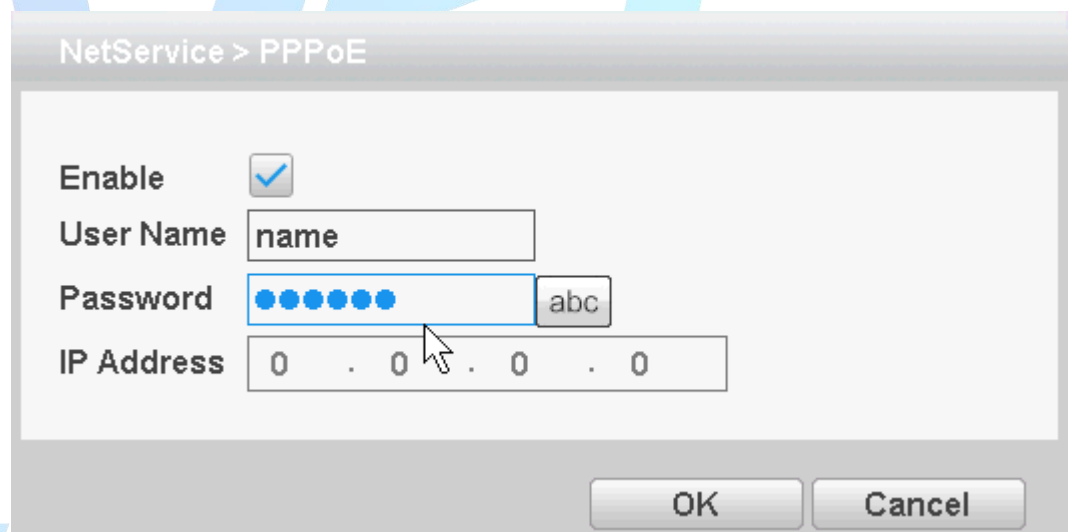 NetService > PPPoE
Enable
User Name name
Password ●●●●●● abc
IP Address 0 . 0 . 0 . 0
OK Cancel